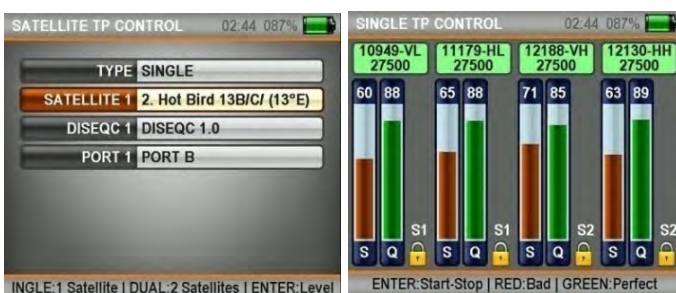 SATELLITE TP CONTROL 02:44 087%
TYPE SINGLE
SATELLITE 1 2. Hot Bird 13B/C/ (13°E)
DISEQC 1 DISEQC 1.0
PORT 1 PORT B
INGLE:1 Satellite | DUAL:2 Satellites | ENTER:Level
SINGLE TP CONTROL 02:44 087%
10949-VL 11179-HL 12188-VH 12130-HH
27500 27500 27500 27500
60 88 65 88 71 85 63 89
S1 S1 S2 S2
S Q S Q S Q S Q
ENTER:Start-Stop | RED:Bad | GREEN:Perfect